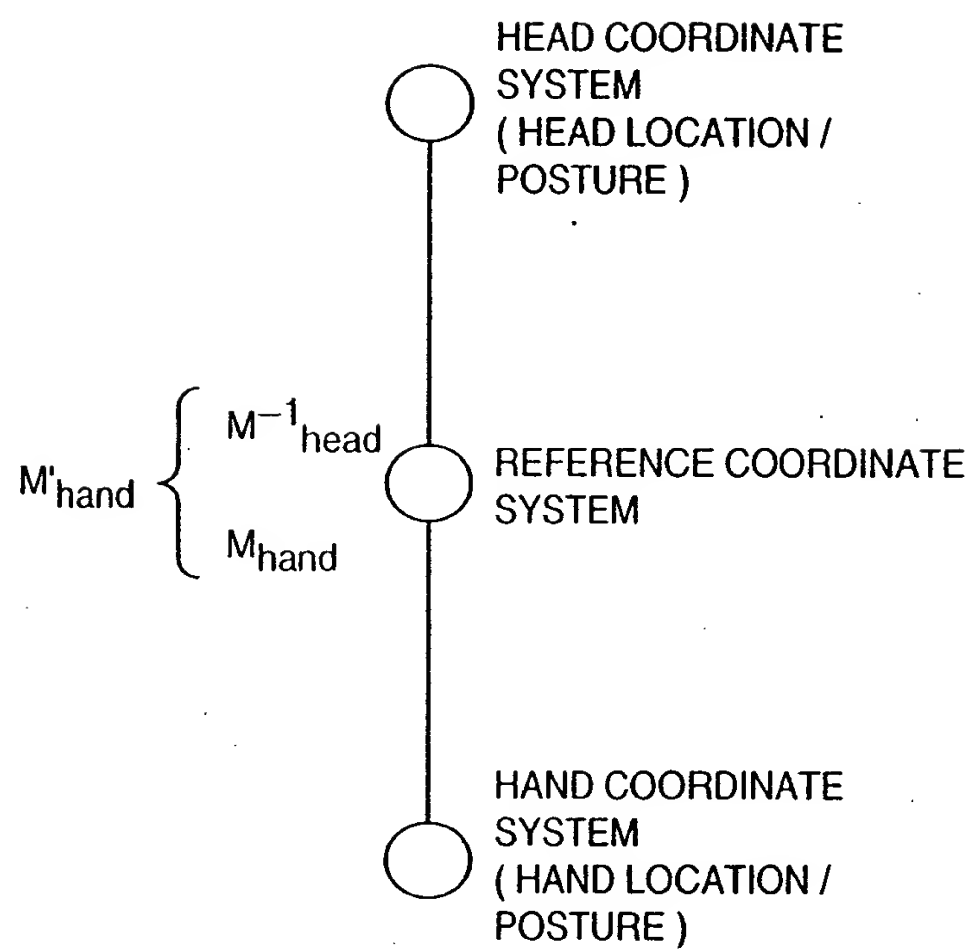 HEAD COORDINATE
SYSTEM
( HEAD LOCATION /
POSTURE )
M−1head
REFERENCE COORDINATE
SYSTEM
M'hand
Mhand
HAND COORDINATE
SYSTEM
( HAND LOCATION /
POSTURE )